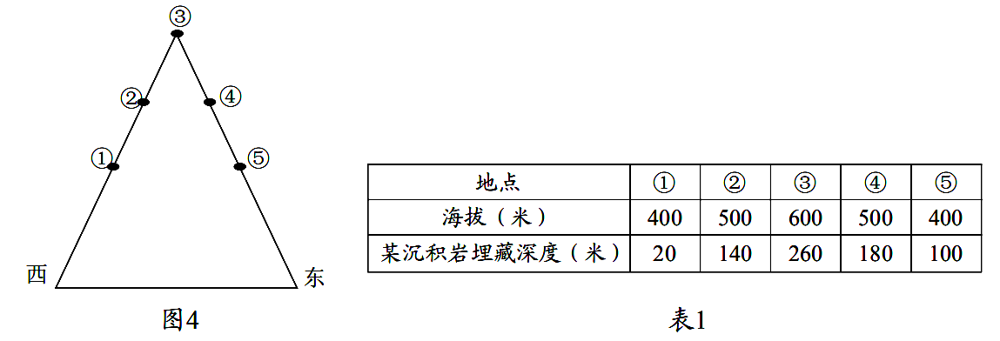 ③
② ④
① ⑤
西 东
图4
地点 ① ② ③ ④ ⑤
海拔（米） 400 500 600 500 400
某沉积岩埋藏深度（米） 20 140 260 180 100
表1